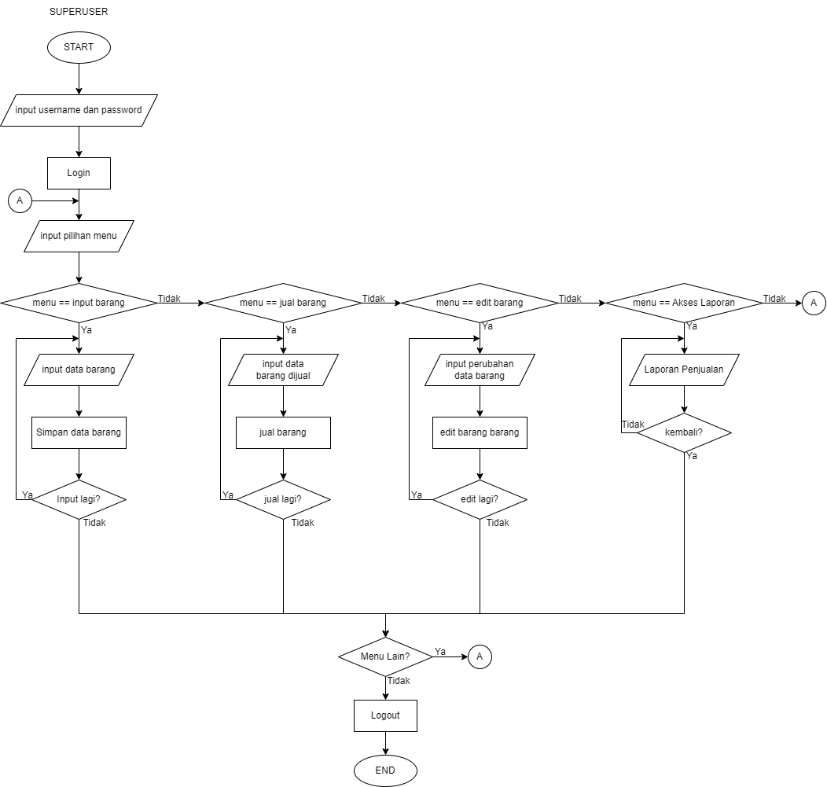 SUPERUSER
START
input username dan password
Login
A
input pilihan menu
menu == input barang
Tidak
menu == jual barang
Tidak
menu == edit barang
Tidak
menu == Akses Laporan
Tidak
A
Ya
Ya
Ya
Ya
input data barang
input data
barang dijual
input perubahan
data barang
Laporan Penjualan
Simpan data barang
jual barang
edit barang barang
Tidak
kembali?
Ya
Ya
Input lagi?
Ya
jual lagi?
Ya
edit lagi?
Tidak
Tidak
Tidak
Menu Lain?
Ya
A
Tidak
Logout
END